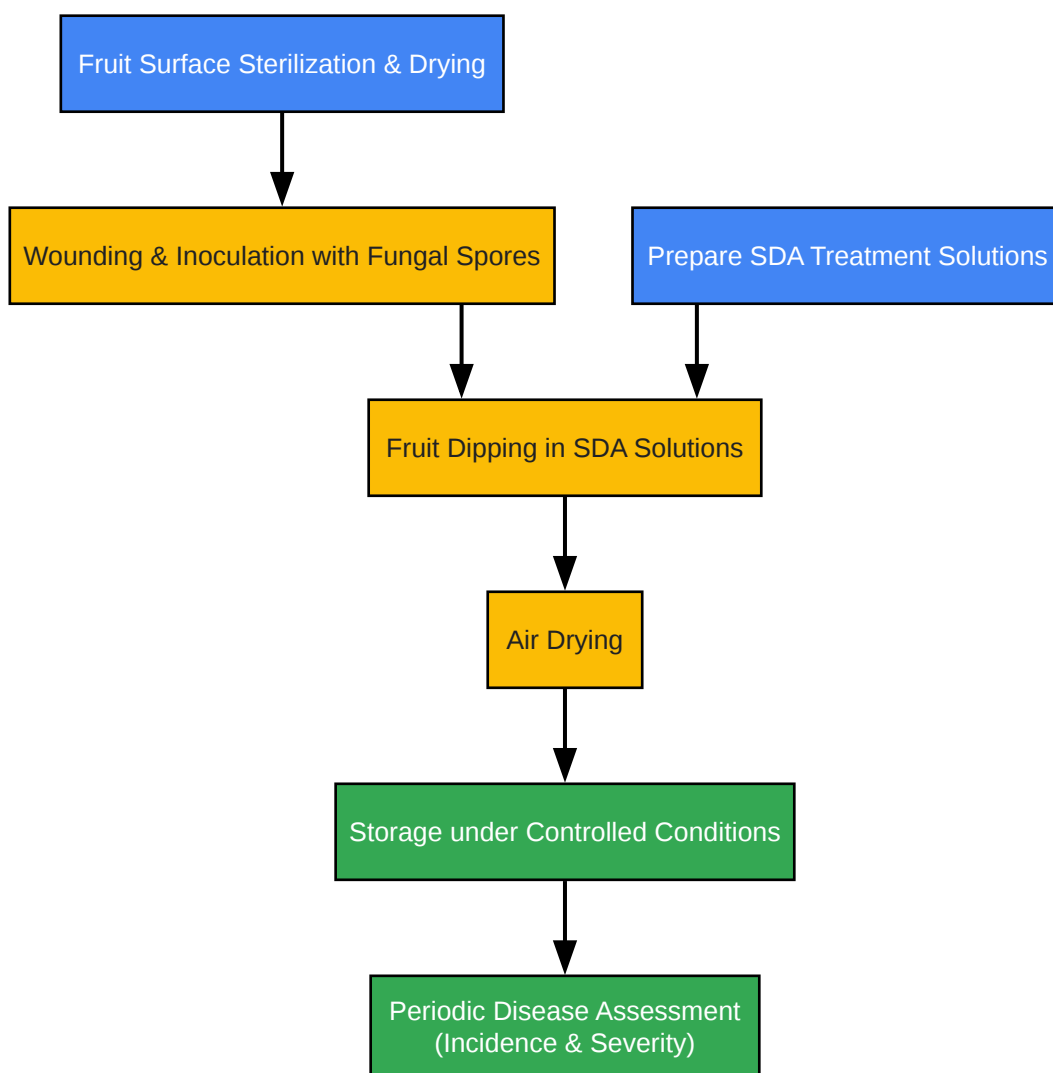 Fruit Surface Sterilization & Drying
Wounding & Inoculation with Fungal Spores
Prepare SDA Treatment Solutions
Fruit Dipping in SDA Solutions
Air Drying
Storage under Controlled Conditions
Periodic Disease Assessment
(Incidence & Severity)